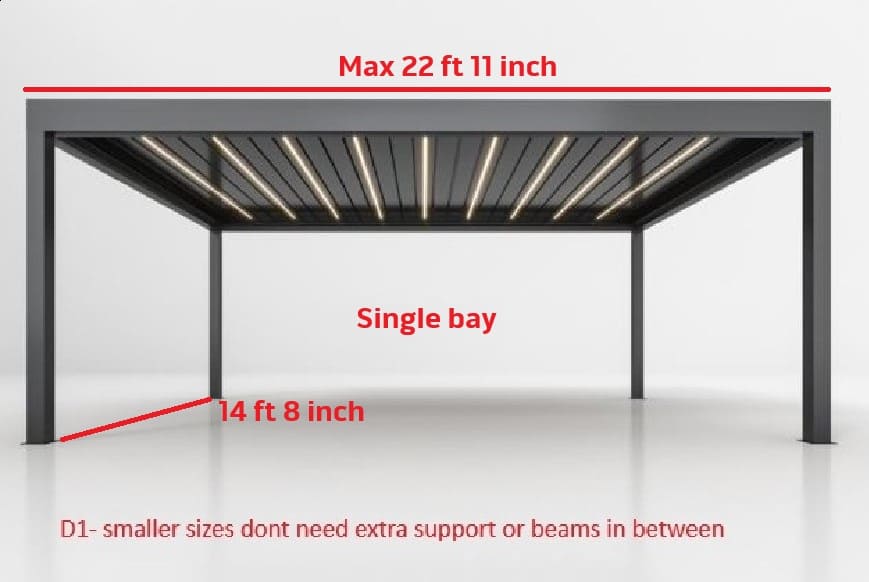 Max 22 ft 11 inch
Single bay
14 ft 8 inch
D1- smaller sizes dont need extra support or beams in between